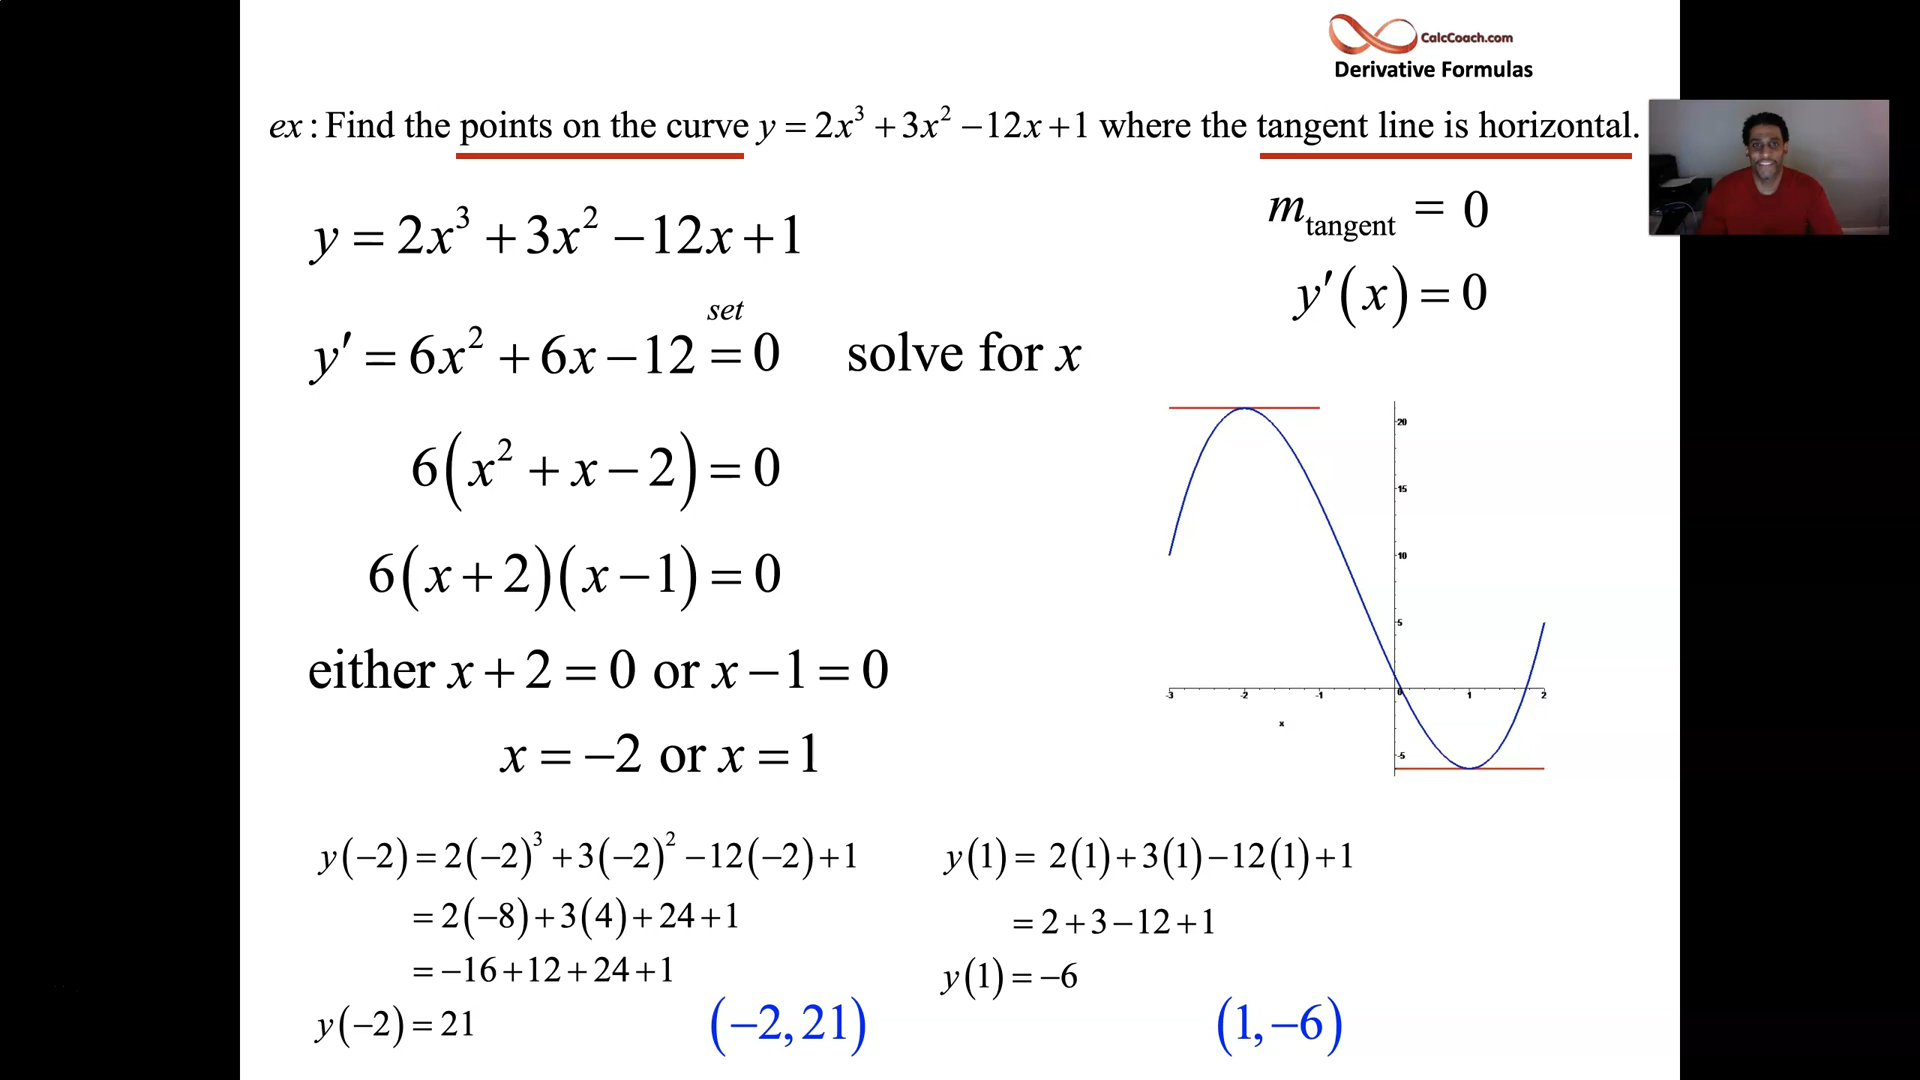 CalcCoach.com
Derivative Formulas
ex : Find the points on the curve y = 2x³ + 3x² − 12x + 1 where the tangent line is horizontal.
y = 2x³ + 3x² − 12x + 1
m tangent = 0
y′(x) = 0
set
y′ = 6x² + 6x − 12 = 0 solve for x
6(x² + x − 2) = 0
6(x + 2)(x − 1) = 0
either x + 2 = 0 or x − 1 = 0
x = −2 or x = 1
20
15
10
5
-3 -2 -1 0 1 2
x
-5
y(−2) = 2(−2)³ + 3(−2)² − 12(−2) + 1
= 2(−8) + 3(4) + 24 + 1
= −16 + 12 + 24 + 1
y(−2) = 21
(−2, 21)
y(1) = 2(1) + 3(1) − 12(1) + 1
= 2 + 3 − 12 + 1
y(1) = −6
(1, −6)